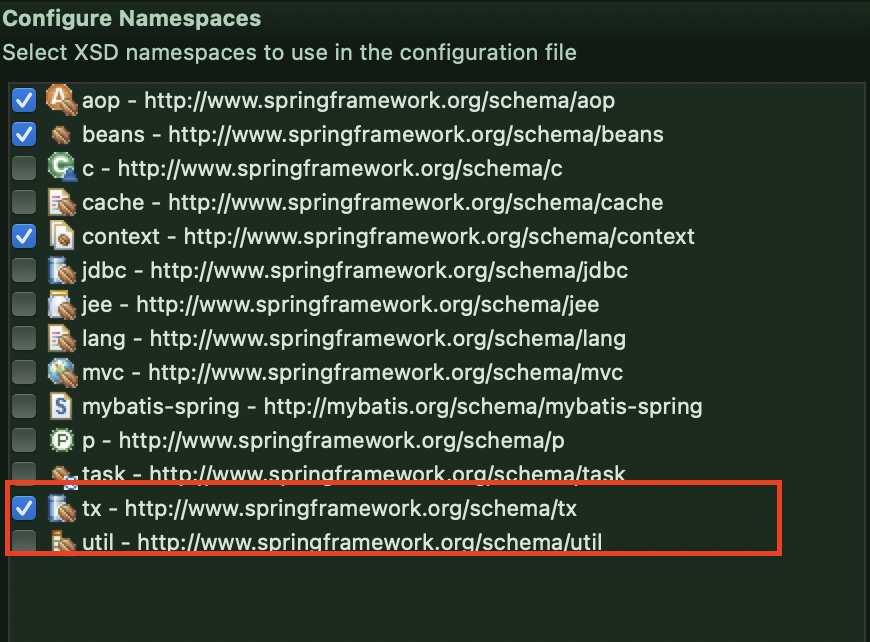 Configure Namespaces
Select XSD namespaces to use in the configuration file
aop - http://www.springframework.org/schema/aop
beans - http://www.springframework.org/schema/beans
c - http://www.springframework.org/schema/c
cache - http://www.springframework.org/schema/cache
context - http://www.springframework.org/schema/context
jdbc - http://www.springframework.org/schema/jdbc
jee - http://www.springframework.org/schema/jee
lang - http://www.springframework.org/schema/lang
mvc - http://www.springframework.org/schema/mvc
mybatis-spring - http://mybatis.org/schema/mybatis-spring
p - http://www.springframework.org/schema/p
task - http://www.springframework.org/schema/task
tx - http://www.springframework.org/schema/tx
util - http://www.springframework.org/schema/util